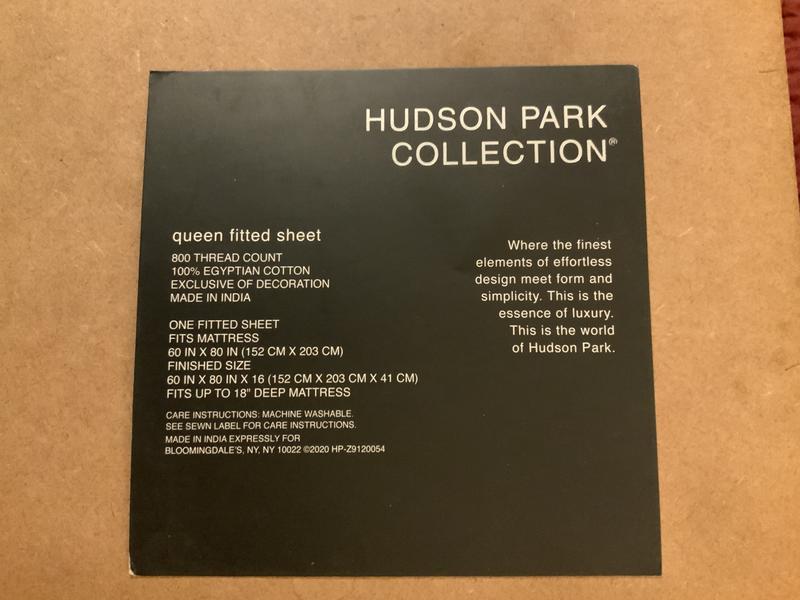 HUDSON PARK
COLLECTION®
queen fitted sheet
800 THREAD COUNT
100% EGYPTIAN COTTON
EXCLUSIVE OF DECORATION
MADE IN INDIA
ONE FITTED SHEET
FITS MATTRESS
60 IN X 80 IN (152 CM X 203 CM)
FINISHED SIZE
60 IN X 80 IN X 16 (152 CM X 203 CM X 41 CM)
FITS UP TO 18" DEEP MATTRESS
CARE INSTRUCTIONS: MACHINE WASHABLE.
SEE SEWN LABEL FOR CARE INSTRUCTIONS.
MADE IN INDIA EXPRESSLY FOR
BLOOMINGDALE'S, NY, NY 10022 ©2020 HP-Z9120054
Where the finest
elements of effortless
design meet form and
simplicity. This is the
essence of luxury.
This is the world
of Hudson Park.